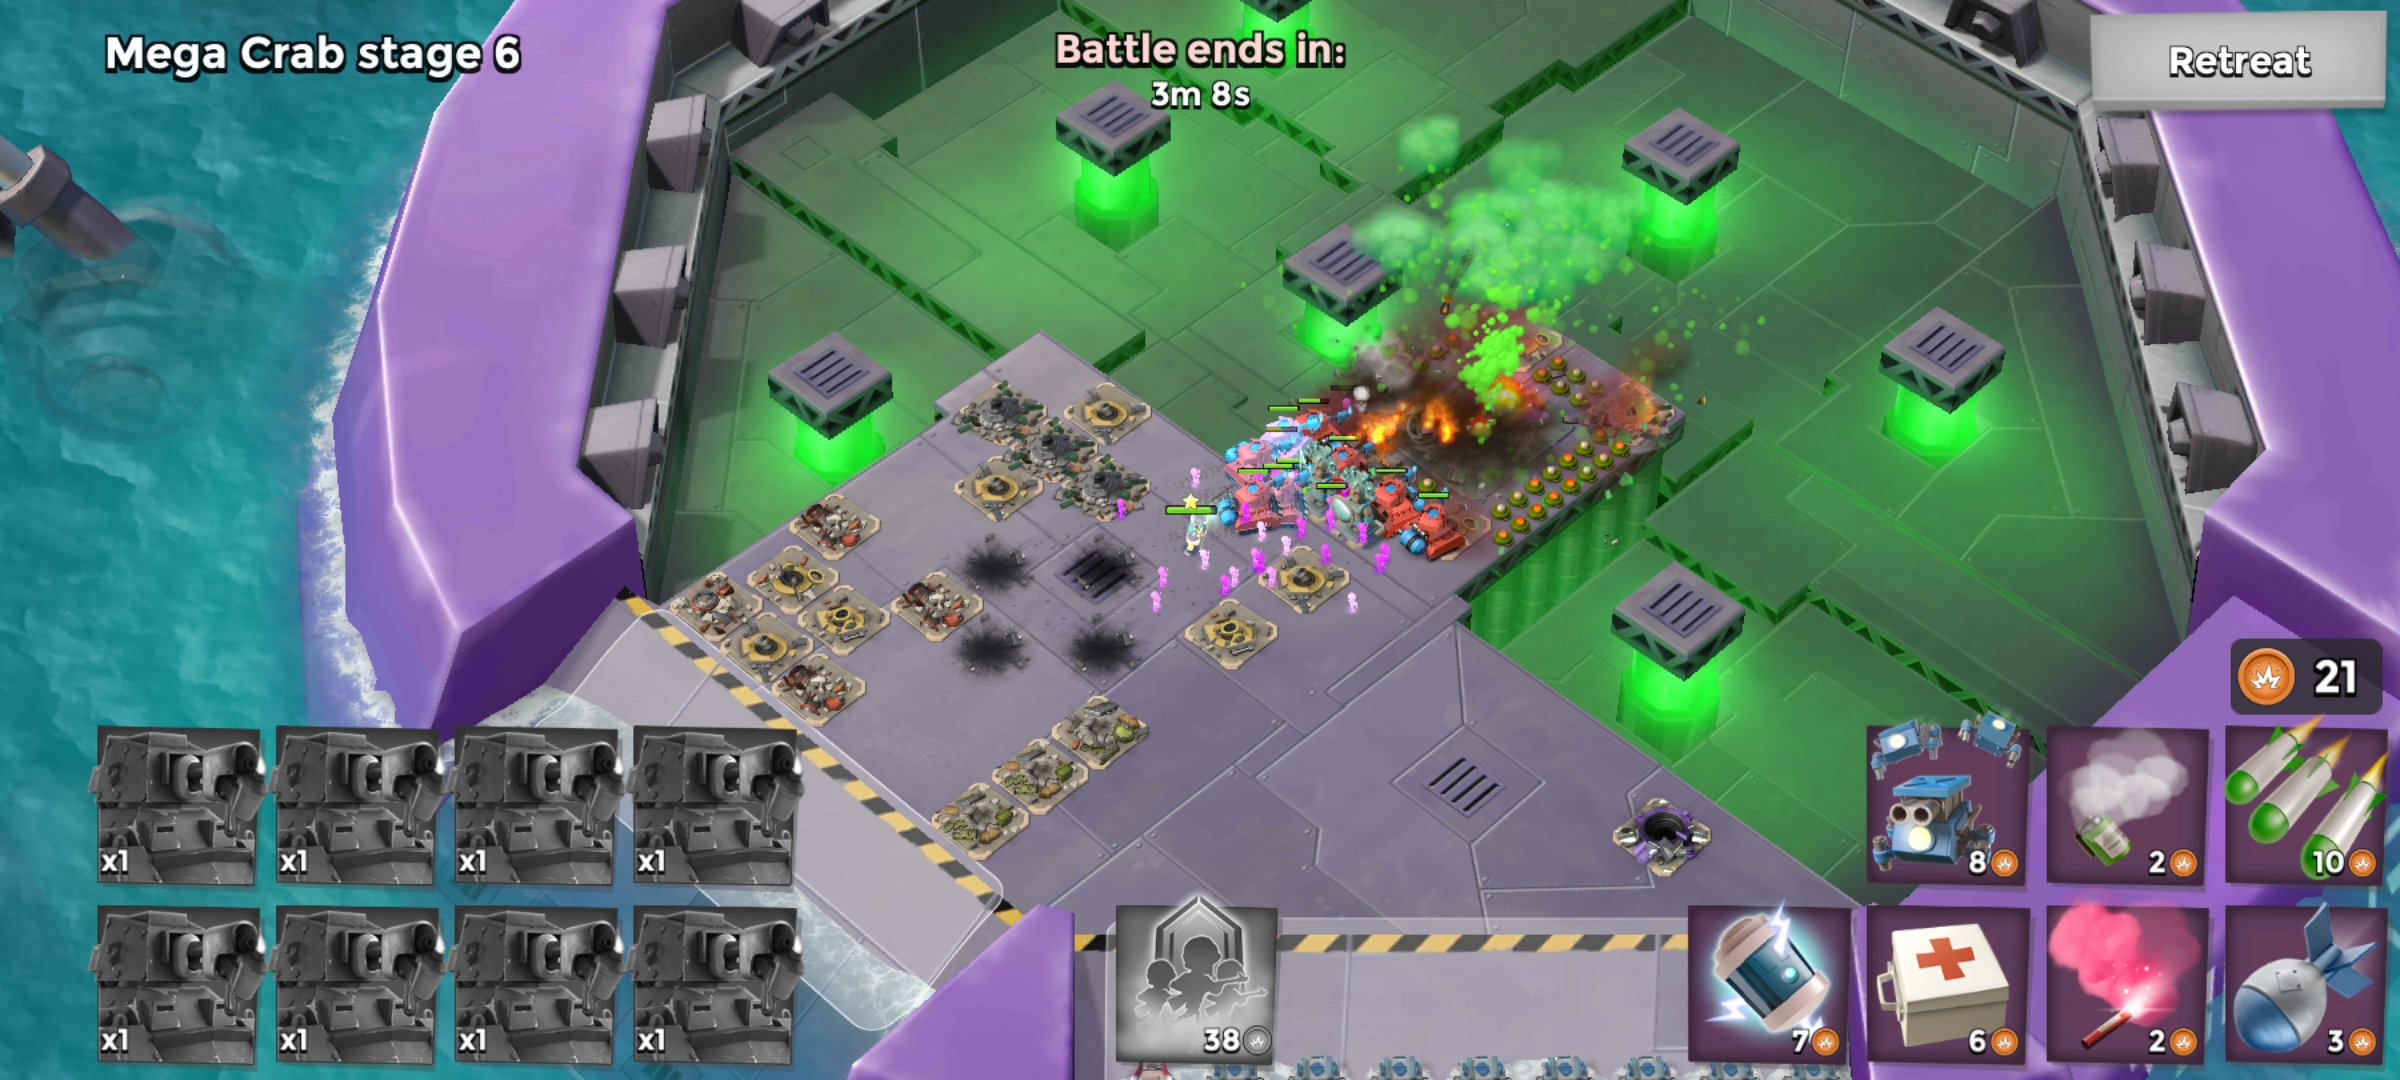 Mega Crab stage 6
Battle ends in:
3m 8s
Retreat
21
x1
x1
x1
x1
8
2
10
x1
x1
x1
x1
38
7
6
2
3